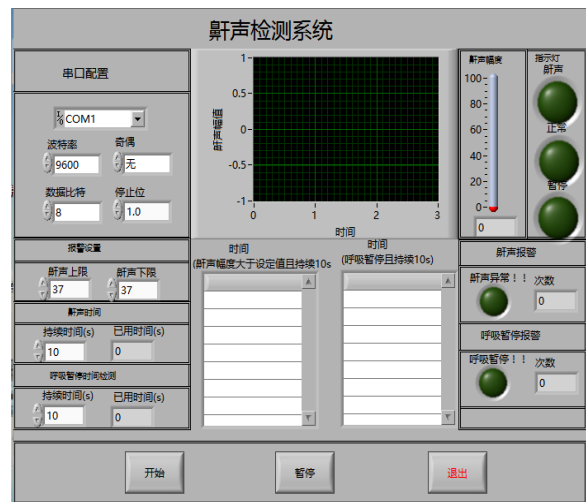 鼾声检测系统
串口配置
COM1
波特率
奇偶
9600
无
数据比特
停止位
8
1.0
报警设置
鼾声上限
鼾声下限
37
37
鼾声时间
持续时间(s)
已用时间(s)
10
0
呼吸暂停时间检测
持续时间(s)
已用时间(s)
10
0
鼾声幅值
1
0.5
0
-0.5
-1
0
1
2
3
时间
时间
(鼾声幅度大于设定值且持续10s
时间
(呼吸暂停且持续10s)
鼾声幅度
100
80
60
40
20
0
0
指示灯
鼾声
正常
暂停
鼾声报警
鼾声异常！！
次数
0
呼吸暂停报警
呼吸暂停！！
次数
0
开始
暂停
退出